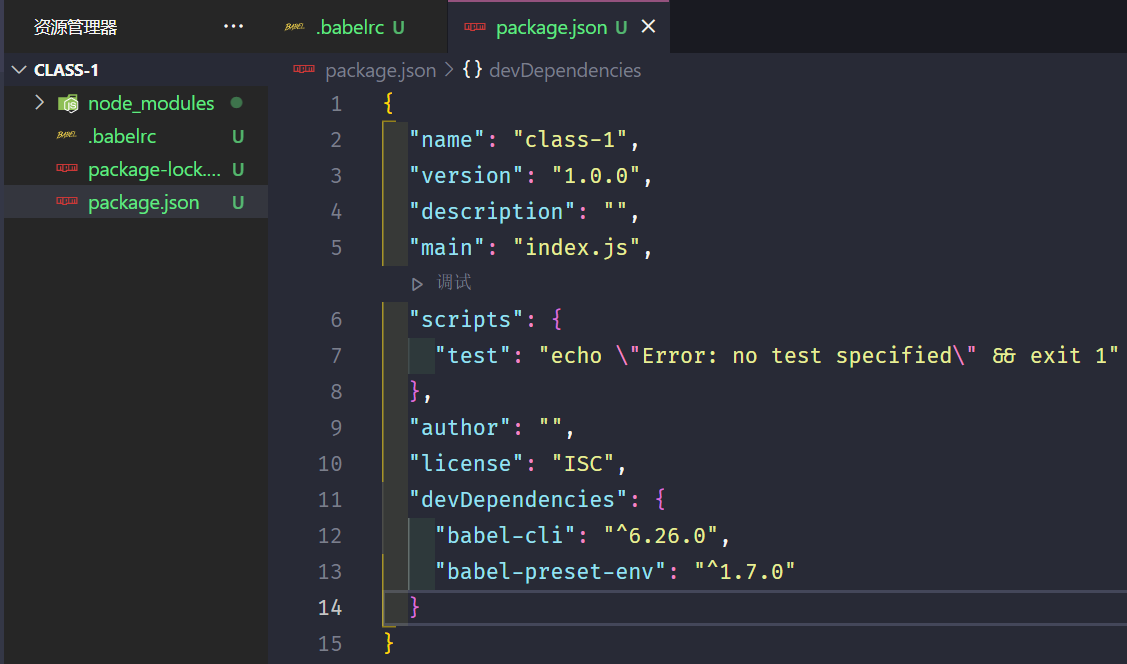 资源管理器 ···
.babelrc U
package.json U
CLASS-1
package.json > {} devDependencies
node_modules
.babelrc U
package-lock.... U
package.json U
1 {
2 "name": "class-1",
3 "version": "1.0.0",
4 "description": "",
5 "main": "index.js",
调试
6 "scripts": {
7 "test": "echo \"Error: no test specified\" && exit 1"
8 },
9 "author": "",
10 "license": "ISC",
11 "devDependencies": {
12 "babel-cli": "^6.26.0",
13 "babel-preset-env": "^1.7.0"
14 }
15 }